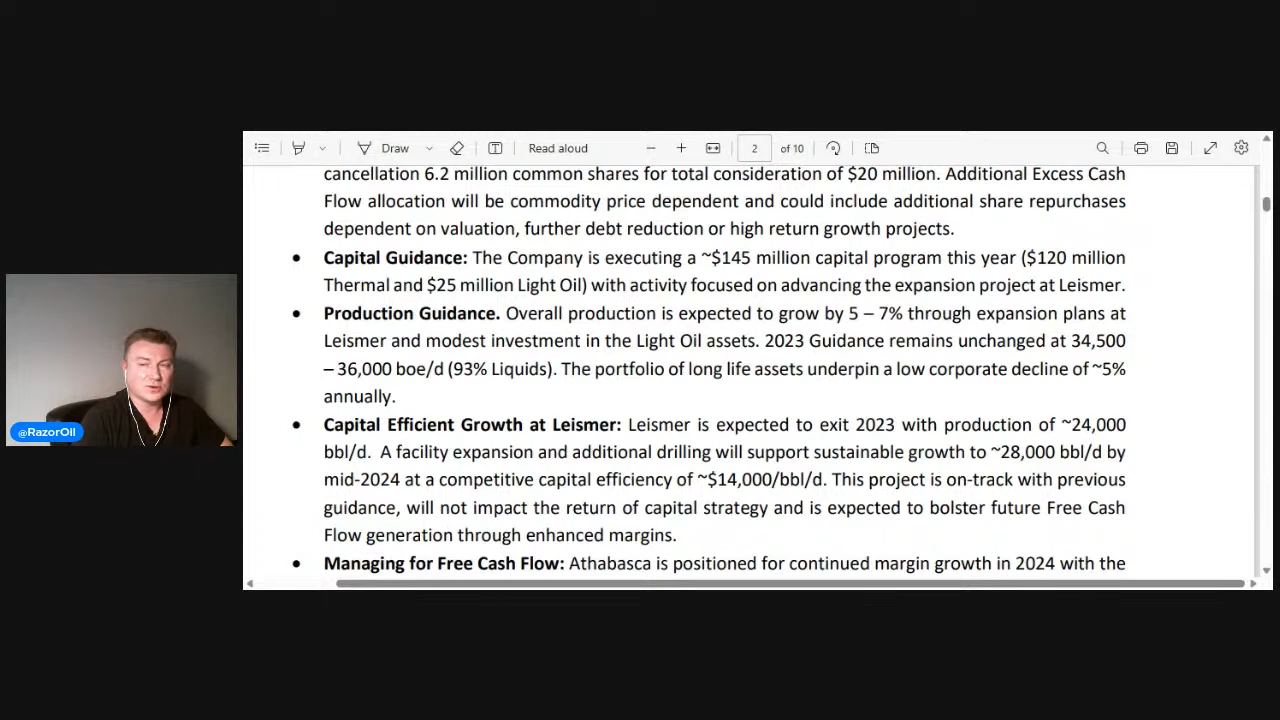 Draw
Read aloud
2
of 10
cancellation 6.2 million common shares for total consideration of $20 million. Additional Excess Cash
Flow allocation will be commodity price dependent and could include additional share repurchases
dependent on valuation, further debt reduction or high return growth projects.
• Capital Guidance: The Company is executing a ~$145 million capital program this year ($120 million
Thermal and $25 million Light Oil) with activity focused on advancing the expansion project at Leismer.
• Production Guidance. Overall production is expected to grow by 5 – 7% through expansion plans at
Leismer and modest investment in the Light Oil assets. 2023 Guidance remains unchanged at 34,500
– 36,000 boe/d (93% Liquids). The portfolio of long life assets underpin a low corporate decline of ~5%
annually.
• Capital Efficient Growth at Leismer: Leismer is expected to exit 2023 with production of ~24,000
bbl/d. A facility expansion and additional drilling will support sustainable growth to ~28,000 bbl/d by
mid-2024 at a competitive capital efficiency of ~$14,000/bbl/d. This project is on-track with previous
guidance, will not impact the return of capital strategy and is expected to bolster future Free Cash
Flow generation through enhanced margins.
• Managing for Free Cash Flow: Athabasca is positioned for continued margin growth in 2024 with the
@RazorOil